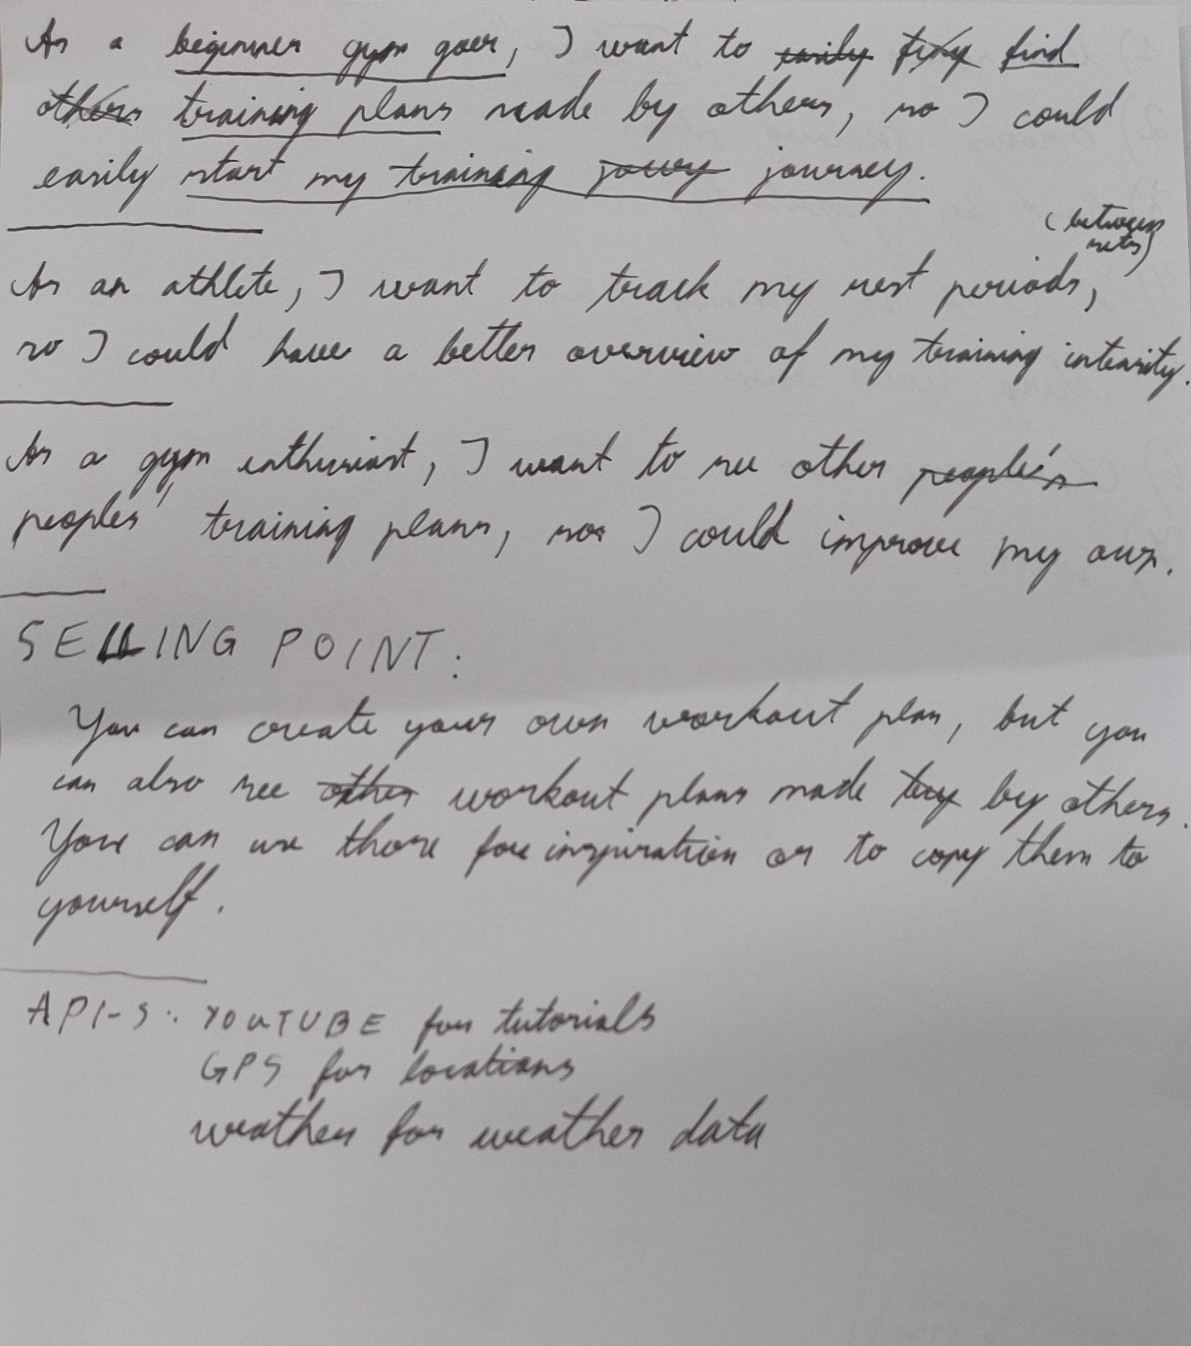 As a beginner gym goer, I want to easily find
others training plans made by others, so I could
easily start my training journey.
(between
sets)
As an athlete, I want to track my rest periods,
so I could have a better overview of my training intensity.
As a gym enthusiast, I want to see other people's
peoples' training plans, so I could improve my own.
SELLING POINT:
You can create your own workout plan, but you
can also see other workout plans made by by others.
You can use those for inspiration or to copy them to
yourself.
API-S: YOUTUBE for tutorials
GPS for locations
weather for weather data